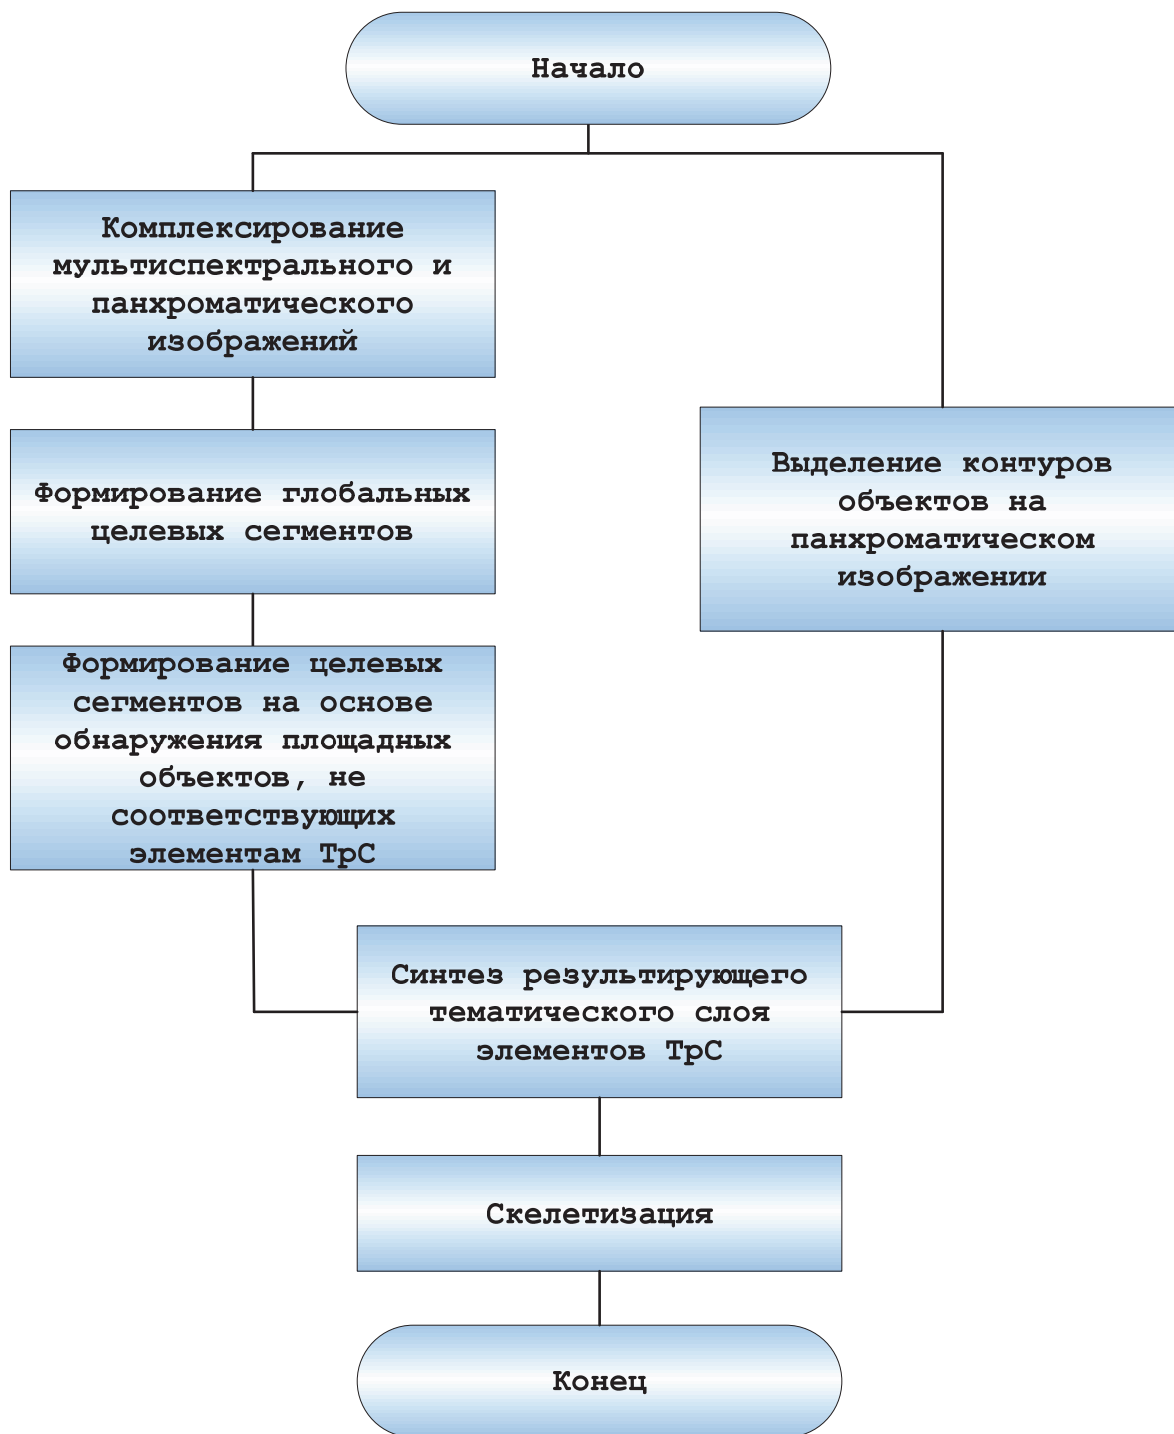 Начало
Комплексирование
мультиспектрального и
панхроматического
изображений
Формирование глобальных
целевых сегментов
Формирование целевых
сегментов на основе
обнаружения площадных
объектов, не
соответствующих
элементам ТрС
Выделение контуров
объектов на
панхроматическом
изображении
Синтез результирующего
тематического слоя
элементов ТрС
Скелетизация
Конец